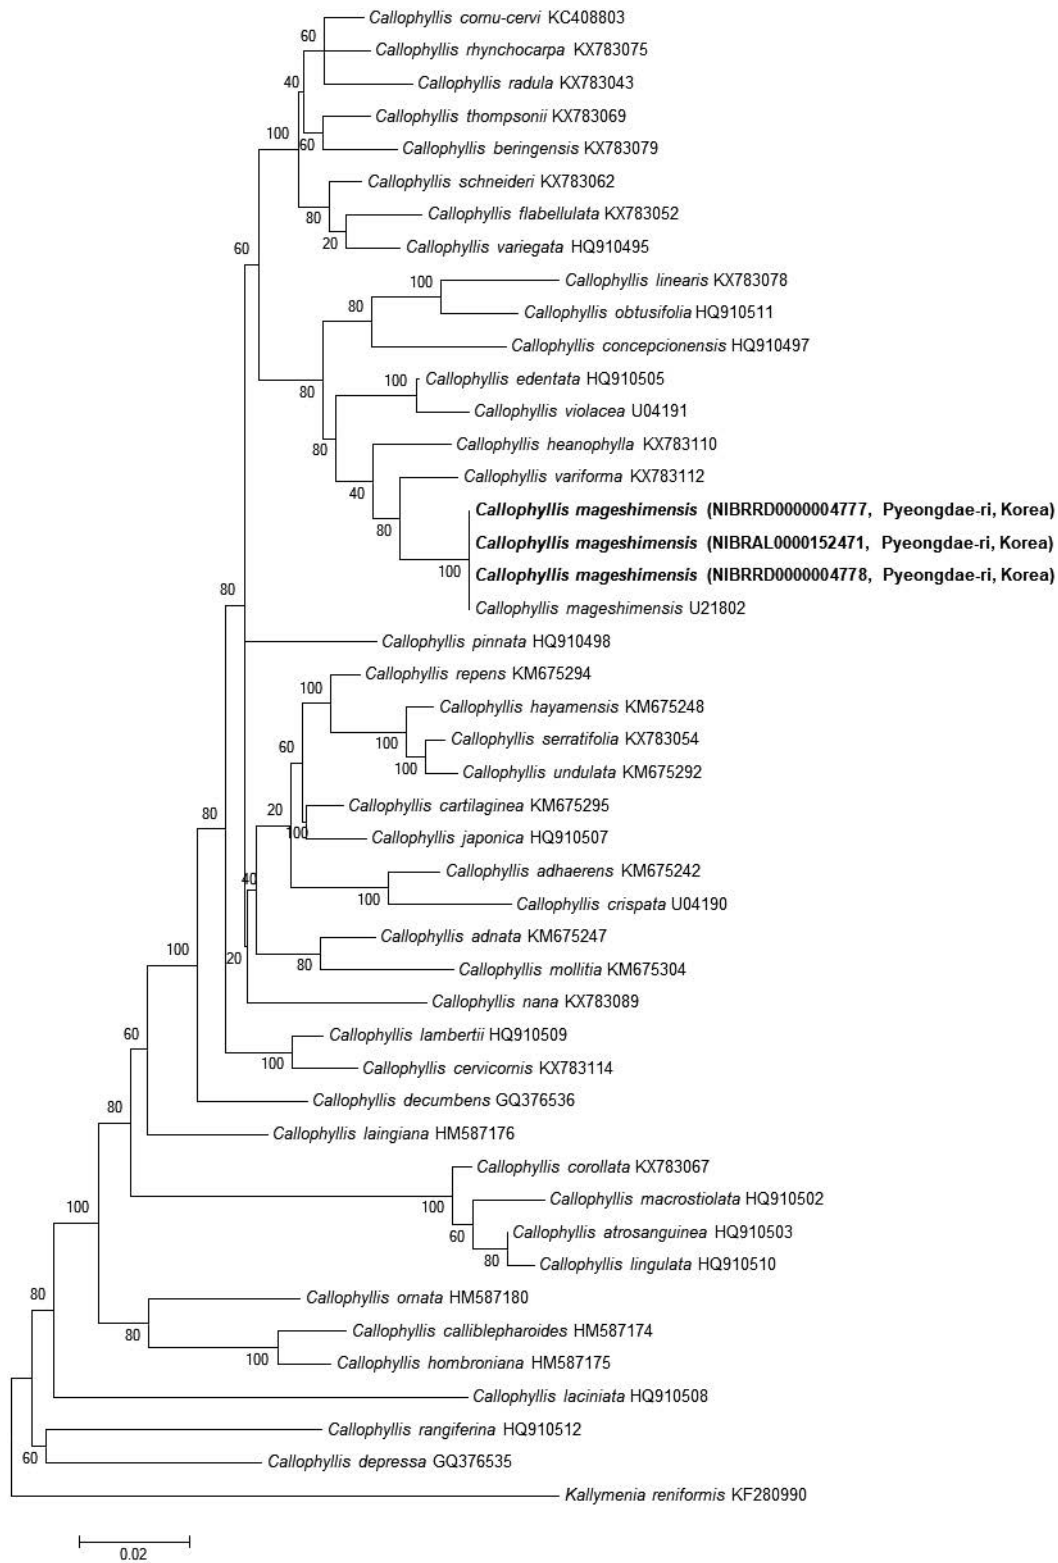 Callophyllis cornu-cervi KC408803
60
Callophyllis rhynchocarpa KX783075
40
Callophyllis radula KX783043
Callophyllis thompsonii KX783069
100
60
Callophyllis beringensis KX783079
Callophyllis schneideri KX783062
80
Callophyllis flabellulata KX783052
20
Callophyllis variegata HQ910495
60
100
Callophyllis linearis KX783078
80
Callophyllis obtusifolia HQ910511
Callophyllis concepcionensis HQ910497
100
Callophyllis edentata HQ910505
80
Callophyllis violacea U04191
80
Callophyllis heanophylla KX783110
Callophyllis variforma KX783112
40
Callophyllis mageshimensis (NIBRRD0000004777, Pyeongdae-ri, Korea)
80
Callophyllis mageshimensis (NIBRAL0000152471, Pyeongdae-ri, Korea)
100
Callophyllis mageshimensis (NIBRRD0000004778, Pyeongdae-ri, Korea)
80
Callophyllis mageshimensis U21802
Callophyllis pinnata HQ910498
Callophyllis repens KM675294
100
Callophyllis hayamensis KM675248
100
Callophyllis serratifolia KX783054
60
100
Callophyllis undulata KM675292
Callophyllis cartilaginea KM675295
80
20
100
Callophyllis japonica HQ910507
Callophyllis adhaerens KM675242
40
100
Callophyllis crispata U04190
Callophyllis adnata KM675247
100
20
80
Callophyllis mollitia KM675304
Callophyllis nana KX783089
60
Callophyllis lambertii HQ910509
100
Callophyllis cervicornis KX783114
Callophyllis decumbens GQ376536
80
Callophyllis laingiana HM587176
Callophyllis corollata KX783067
100
100
Callophyllis macrostiolata HQ910502
60
Callophyllis atrosanguinea HQ910503
80
Callophyllis lingulata HQ910510
80
Callophyllis ornata HM587180
80
Callophyllis calliblepharoides HM587174
100
Callophyllis hombroniana HM587175
Callophyllis laciniata HQ910508
Callophyllis rangiferina HQ910512
60
Callophyllis depressa GQ376535
Kallymenia reniformis KF280990
0.02